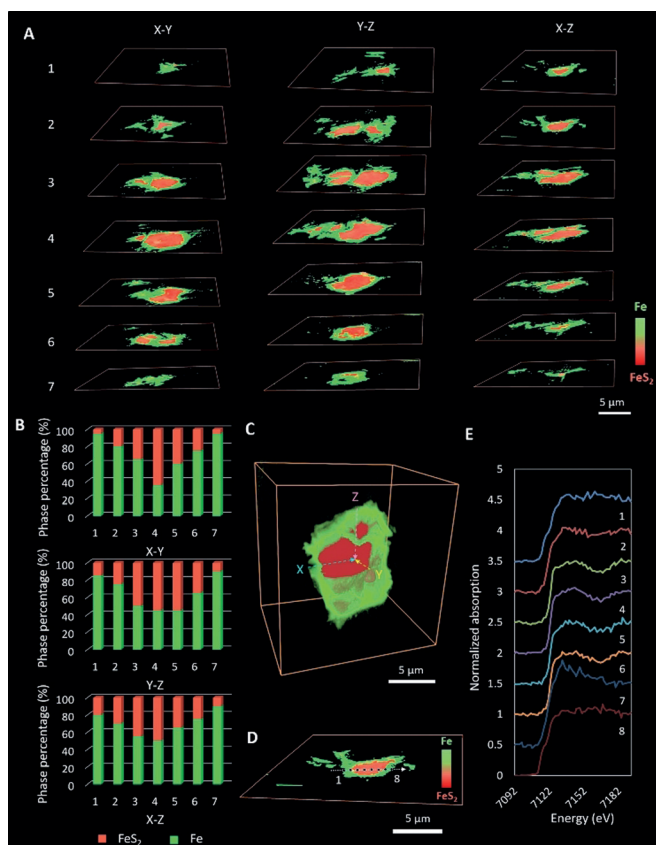 A
X-Y
Y-Z
X-Z
1
2
3
4
5
6
7
Fe
FeS₂
5 µm
B
Phase percentage (%)
100
80
60
40
20
0
1 2 3 4 5 6 7
X-Y
Phase percentage (%)
100
80
60
40
20
0
1 2 3 4 5 6 7
Y-Z
Phase percentage (%)
100
80
60
40
20
0
1 2 3 4 5 6 7
X-Z
FeS₂ Fe
C
Z
X
Y
5 µm
D
1
8
Fe
FeS₂
5 µm
E
Normalized absorption
5
4.5
4
3.5
3
2.5
2
1.5
1
0.5
0
1
2
3
4
5
6
7
8
7092
7122
7152
7182
Energy (eV)